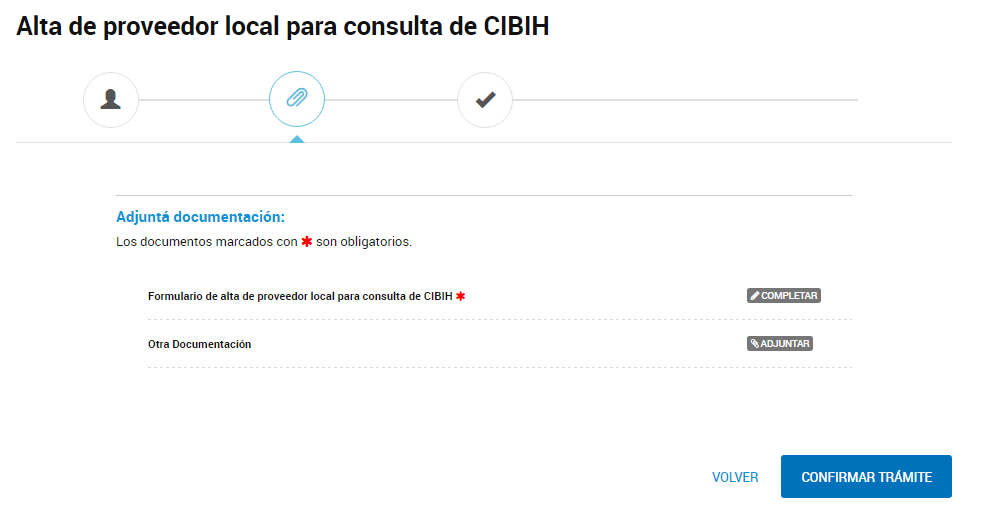 Alta de proveedor local para consulta de CIBIH
Adjuntá documentación:
Los documentos marcados con ✱ son obligatorios.
Formulario de alta de proveedor local para consulta de CIBIH ✱
COMPLETAR
Otra Documentación
ADJUNTAR
VOLVER
CONFIRMAR TRÁMITE